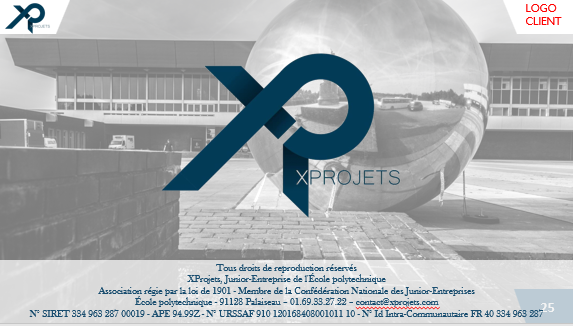 XPROJETS
LOGO
CLIENT
XPROJETS
Tous droits de reproduction réservés
XProjets, Junior-Entreprise de l'École polytechnique
Association régie par la loi de 1901 - Membre de la Confédération Nationale des Junior-Entreprises
École polytechnique - 91128 Palaiseau – 01.69.33.27.22 – contact@xprojets.com
N° SIRET 334 963 287 00019 - APE 94.99Z - N° URSSAF 910 120168408001011 10 - N° Id Intra-Communautaire FR 40 334 963 287
25